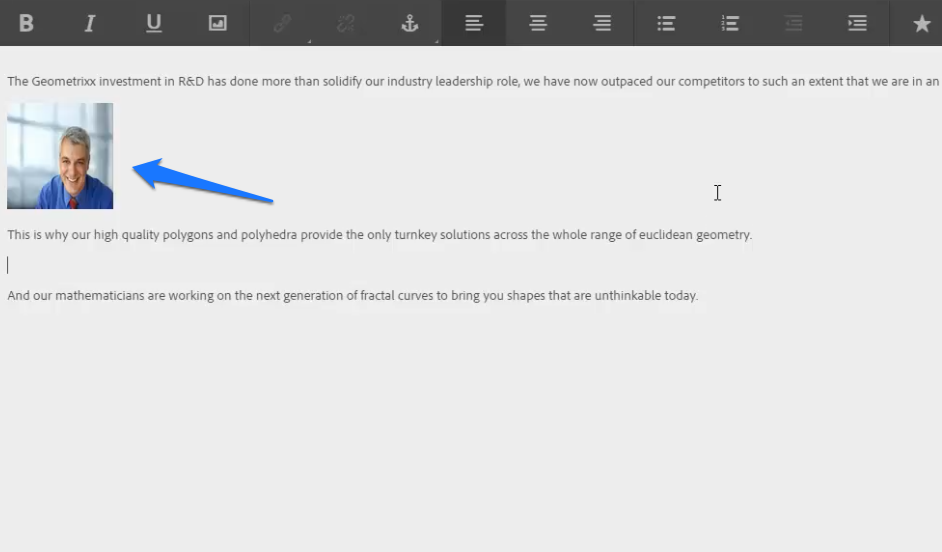 The Geometrixx investment in R&D has done more than solidify our industry leadership role, we have now outpaced our competitors to such an extent that we are in an
This is why our high quality polygons and polyhedra provide the only turnkey solutions across the whole range of euclidean geometry.
And our mathematicians are working on the next generation of fractal curves to bring you shapes that are unthinkable today.